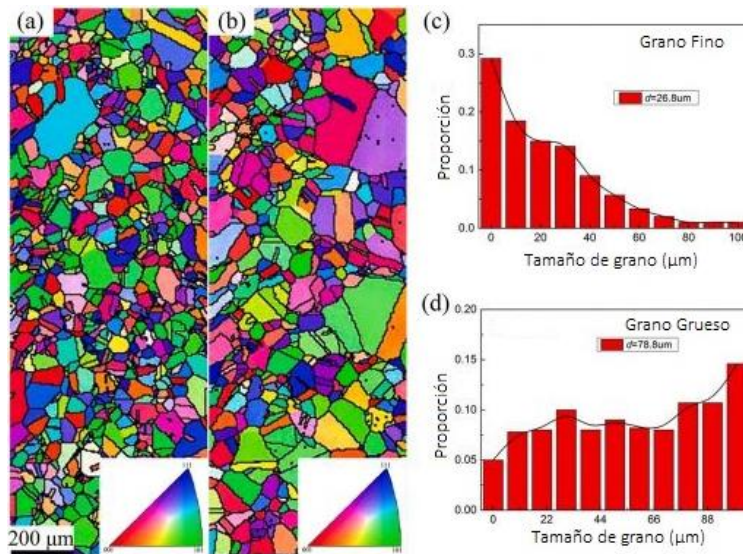 (a)
200 µm
111
001
101
(b)
111
001
101
(c)
Grano Fino
d=26.8um
Proporción
0.3
0.2
0.1
0.0
0 20 40 60 80 100
Tamaño de grano (µm)
(d)
Grano Grueso
d=78.8um
Proporción
0.20
0.15
0.10
0.05
0.00
0 22 44 66 88
Tamaño de grano (µm)